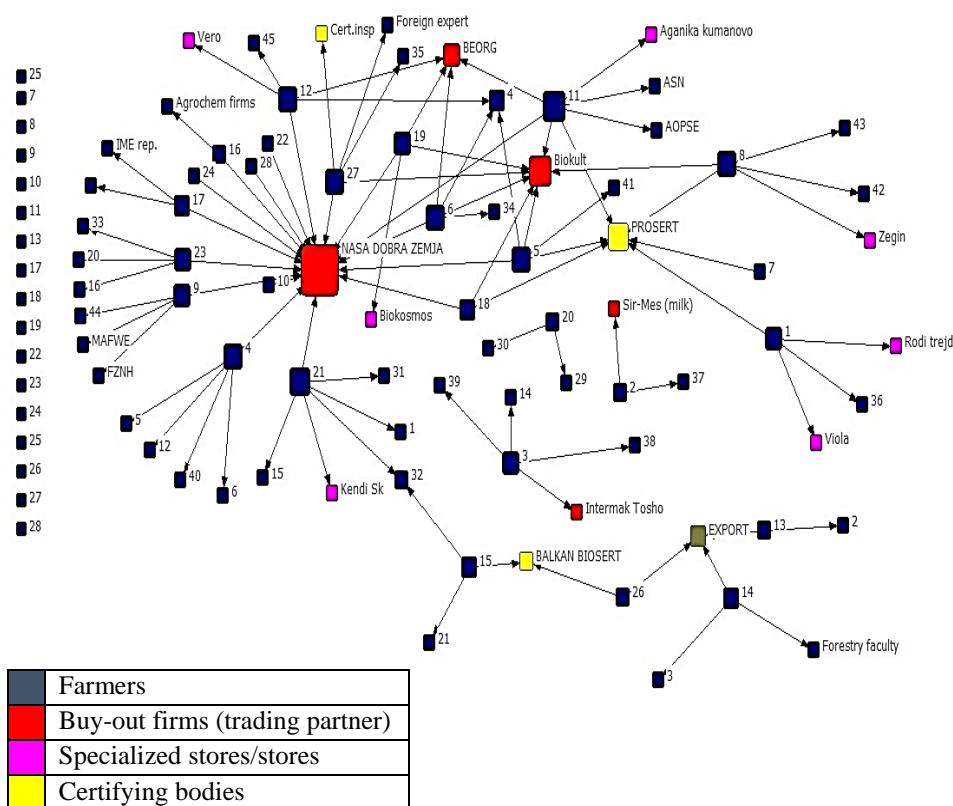 Foreign expert
Cert.insp
Vero
45
35
BEORG
Aganika kumanovo
25
7
8
9
10
11
13
17
18
19
22
23
24
25
26
27
28
12
4
11
ASN
Agrochem firms
AOPSE
43
22
19
IME rep.
16
28
Biokult
8
24
27
41
42
17
6
34
33
PROSERT
Zegin
NASA DOBRA ZEMJA
5
20
23
7
16
10
9
18
44
Biokosmos
Sir-Mes (milk)
20
1
MAFWE
30
Rodi trejd
4
FZNH
21
31
39
14
29
2
37
36
5
1
12
38
Viola
3
40
6
15
Kendi Sk
32
Intermak Tosho
EXPORT
13
2
15
BALKAN BIOSERT
26
14
21
Forestry faculty
3
Farmers
Buy-out firms (trading partner)
Specialized stores/stores
Certifying bodies